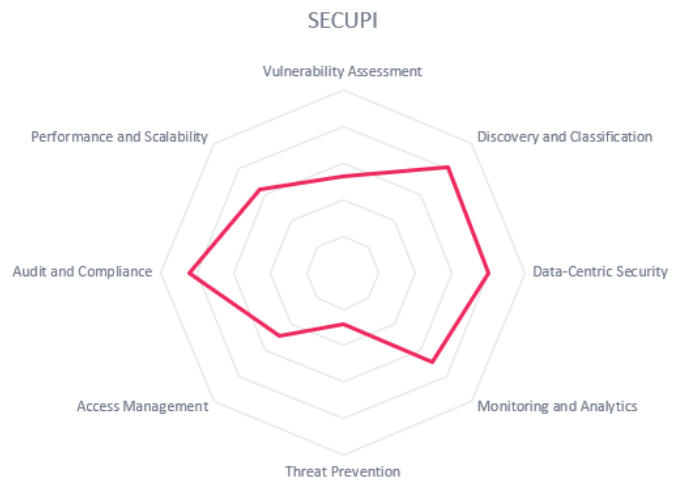 SECUPI
Vulnerability Assessment
Performance and Scalability
Discovery and Classification
Audit and Compliance
Data-Centric Security
Access Management
Monitoring and Analytics
Threat Prevention